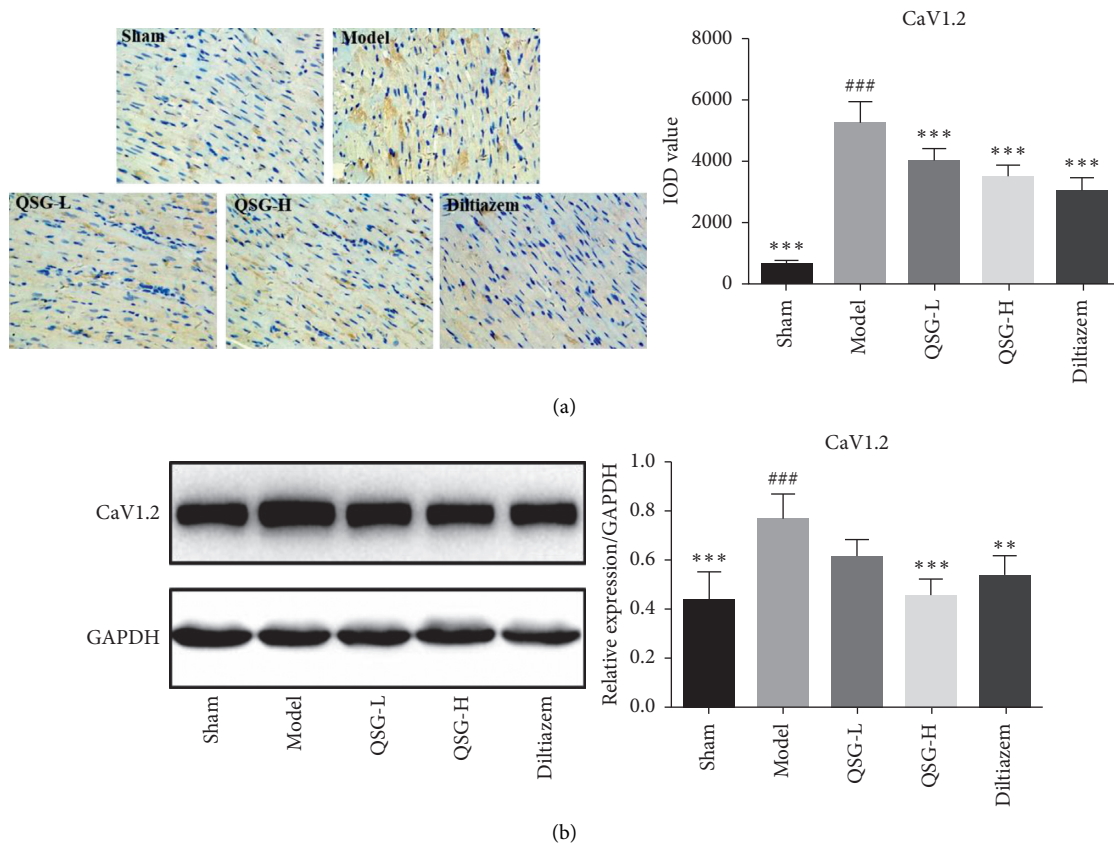 Sham
Model
QSG-L
QSG-H
Diltiazem
CaV1.2
8000
6000
4000
2000
0
IOD value
***
###
***
***
***
Sham
Model
QSG-L
QSG-H
Diltiazem
(a)
CaV1.2
GAPDH
Sham
Model
QSG-L
QSG-H
Diltiazem
CaV1.2
1.0
0.8
0.6
0.4
0.2
0.0
Relative expression/GAPDH
***
###
***
**
Sham
Model
QSG-L
QSG-H
Diltiazem
(b)